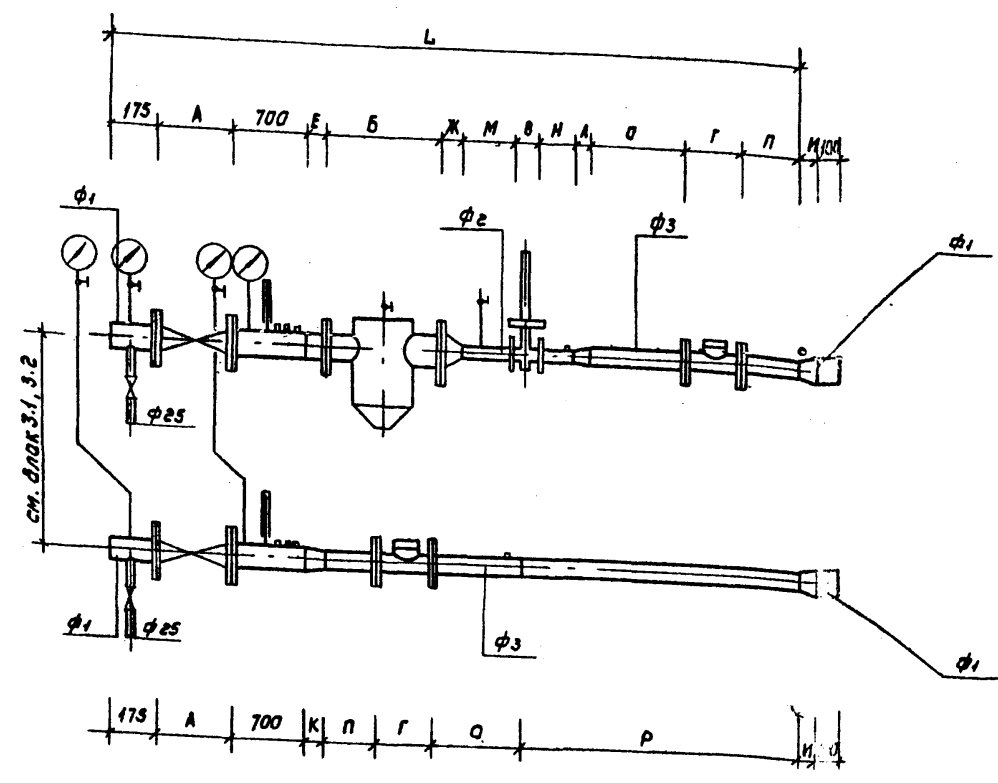 L
175 А 700 Е Б Ж М В Н Л О Г П И 100
ф1 ф2 ф3 ф1
ф25
см. влак 3.1, 3.2
ф1 ф25 ф3 ф1
175 А 700 К П Г О Р И